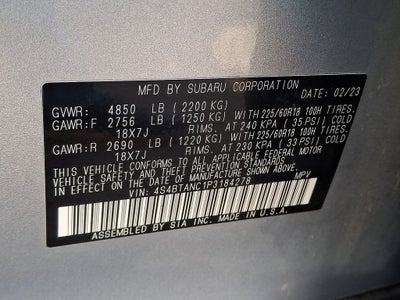 MFD BY SUBARU CORPORATION DATE: 02/23
GVWR: 4850 LB (2200 KG)
GAWR:F 2756 LB (1250 KG) WITH 225/60R18 100H TIRES.
18X7J RIMS. AT 240 KPA (35 PSI) COLD
GAWR:R 2690 LB (1220 KG) WITH 225/60R18 100H TIRES.
18X7J RIMS. AT 230 KPA (33 PSI) COLD
THIS VEHICLE CONFORMS TO ALL APPLICABLE FEDERAL MOTOR
VEHICLE SAFETY AND THEFT PREVENTION STANDARDS
IN EFFECT ON THE DATE OF MANUFACTURE SHOWN ABOVE.
VIN: 4S4BTANC1P3184278 MPV
ASSEMBLED BY SIA INC. MADE IN U.S.A.